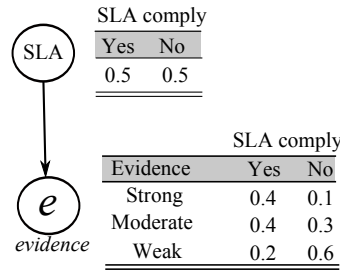 SLA comply
SLA
Yes No
0.5 0.5
SLA comply
Evidence Yes No
Strong 0.4 0.1
Moderate 0.4 0.3
Weak 0.2 0.6
e
evidence